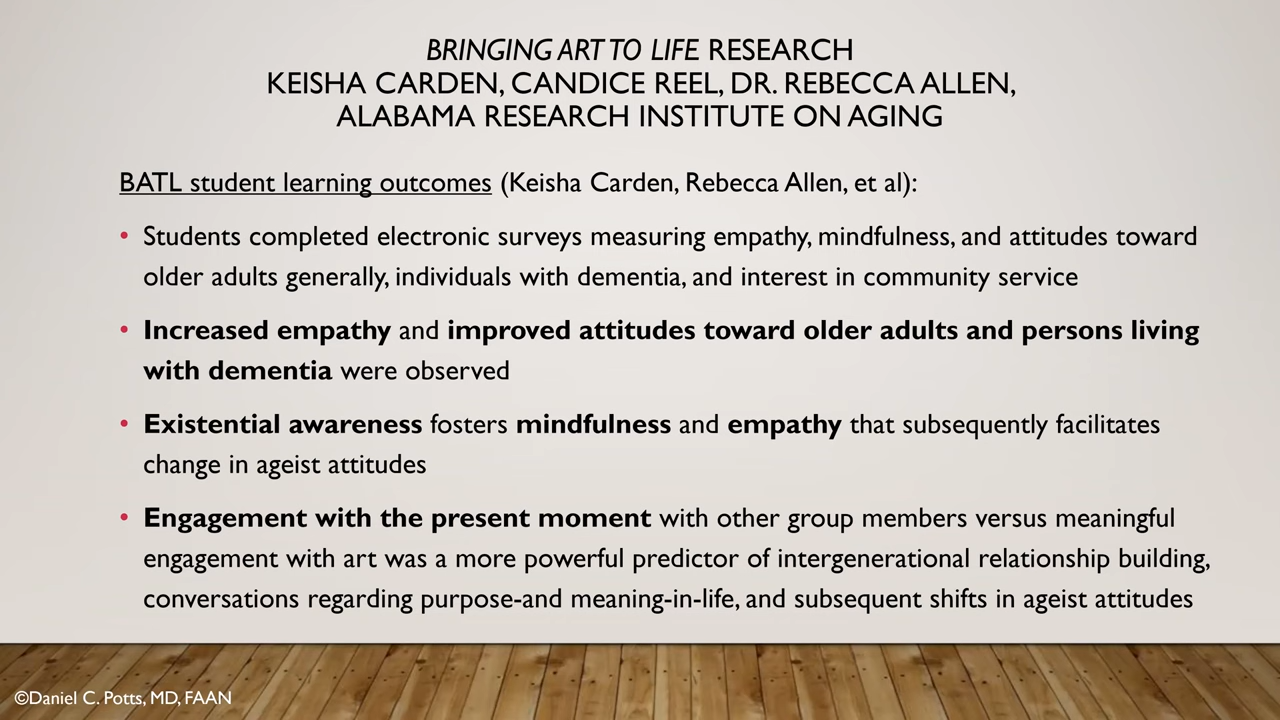 BRINGING ART TO LIFE RESEARCH
KEISHA CARDEN, CANDICE REEL, DR. REBECCA ALLEN,
ALABAMA RESEARCH INSTITUTE ON AGING
BATL student learning outcomes (Keisha Carden, Rebecca Allen, et al):
• Students completed electronic surveys measuring empathy, mindfulness, and attitudes toward
older adults generally, individuals with dementia, and interest in community service
• Increased empathy and improved attitudes toward older adults and persons living
with dementia were observed
• Existential awareness fosters mindfulness and empathy that subsequently facilitates
change in ageist attitudes
• Engagement with the present moment with other group members versus meaningful
engagement with art was a more powerful predictor of intergenerational relationship building,
conversations regarding purpose-and meaning-in-life, and subsequent shifts in ageist attitudes
©Daniel C. Potts, MD, FAAN